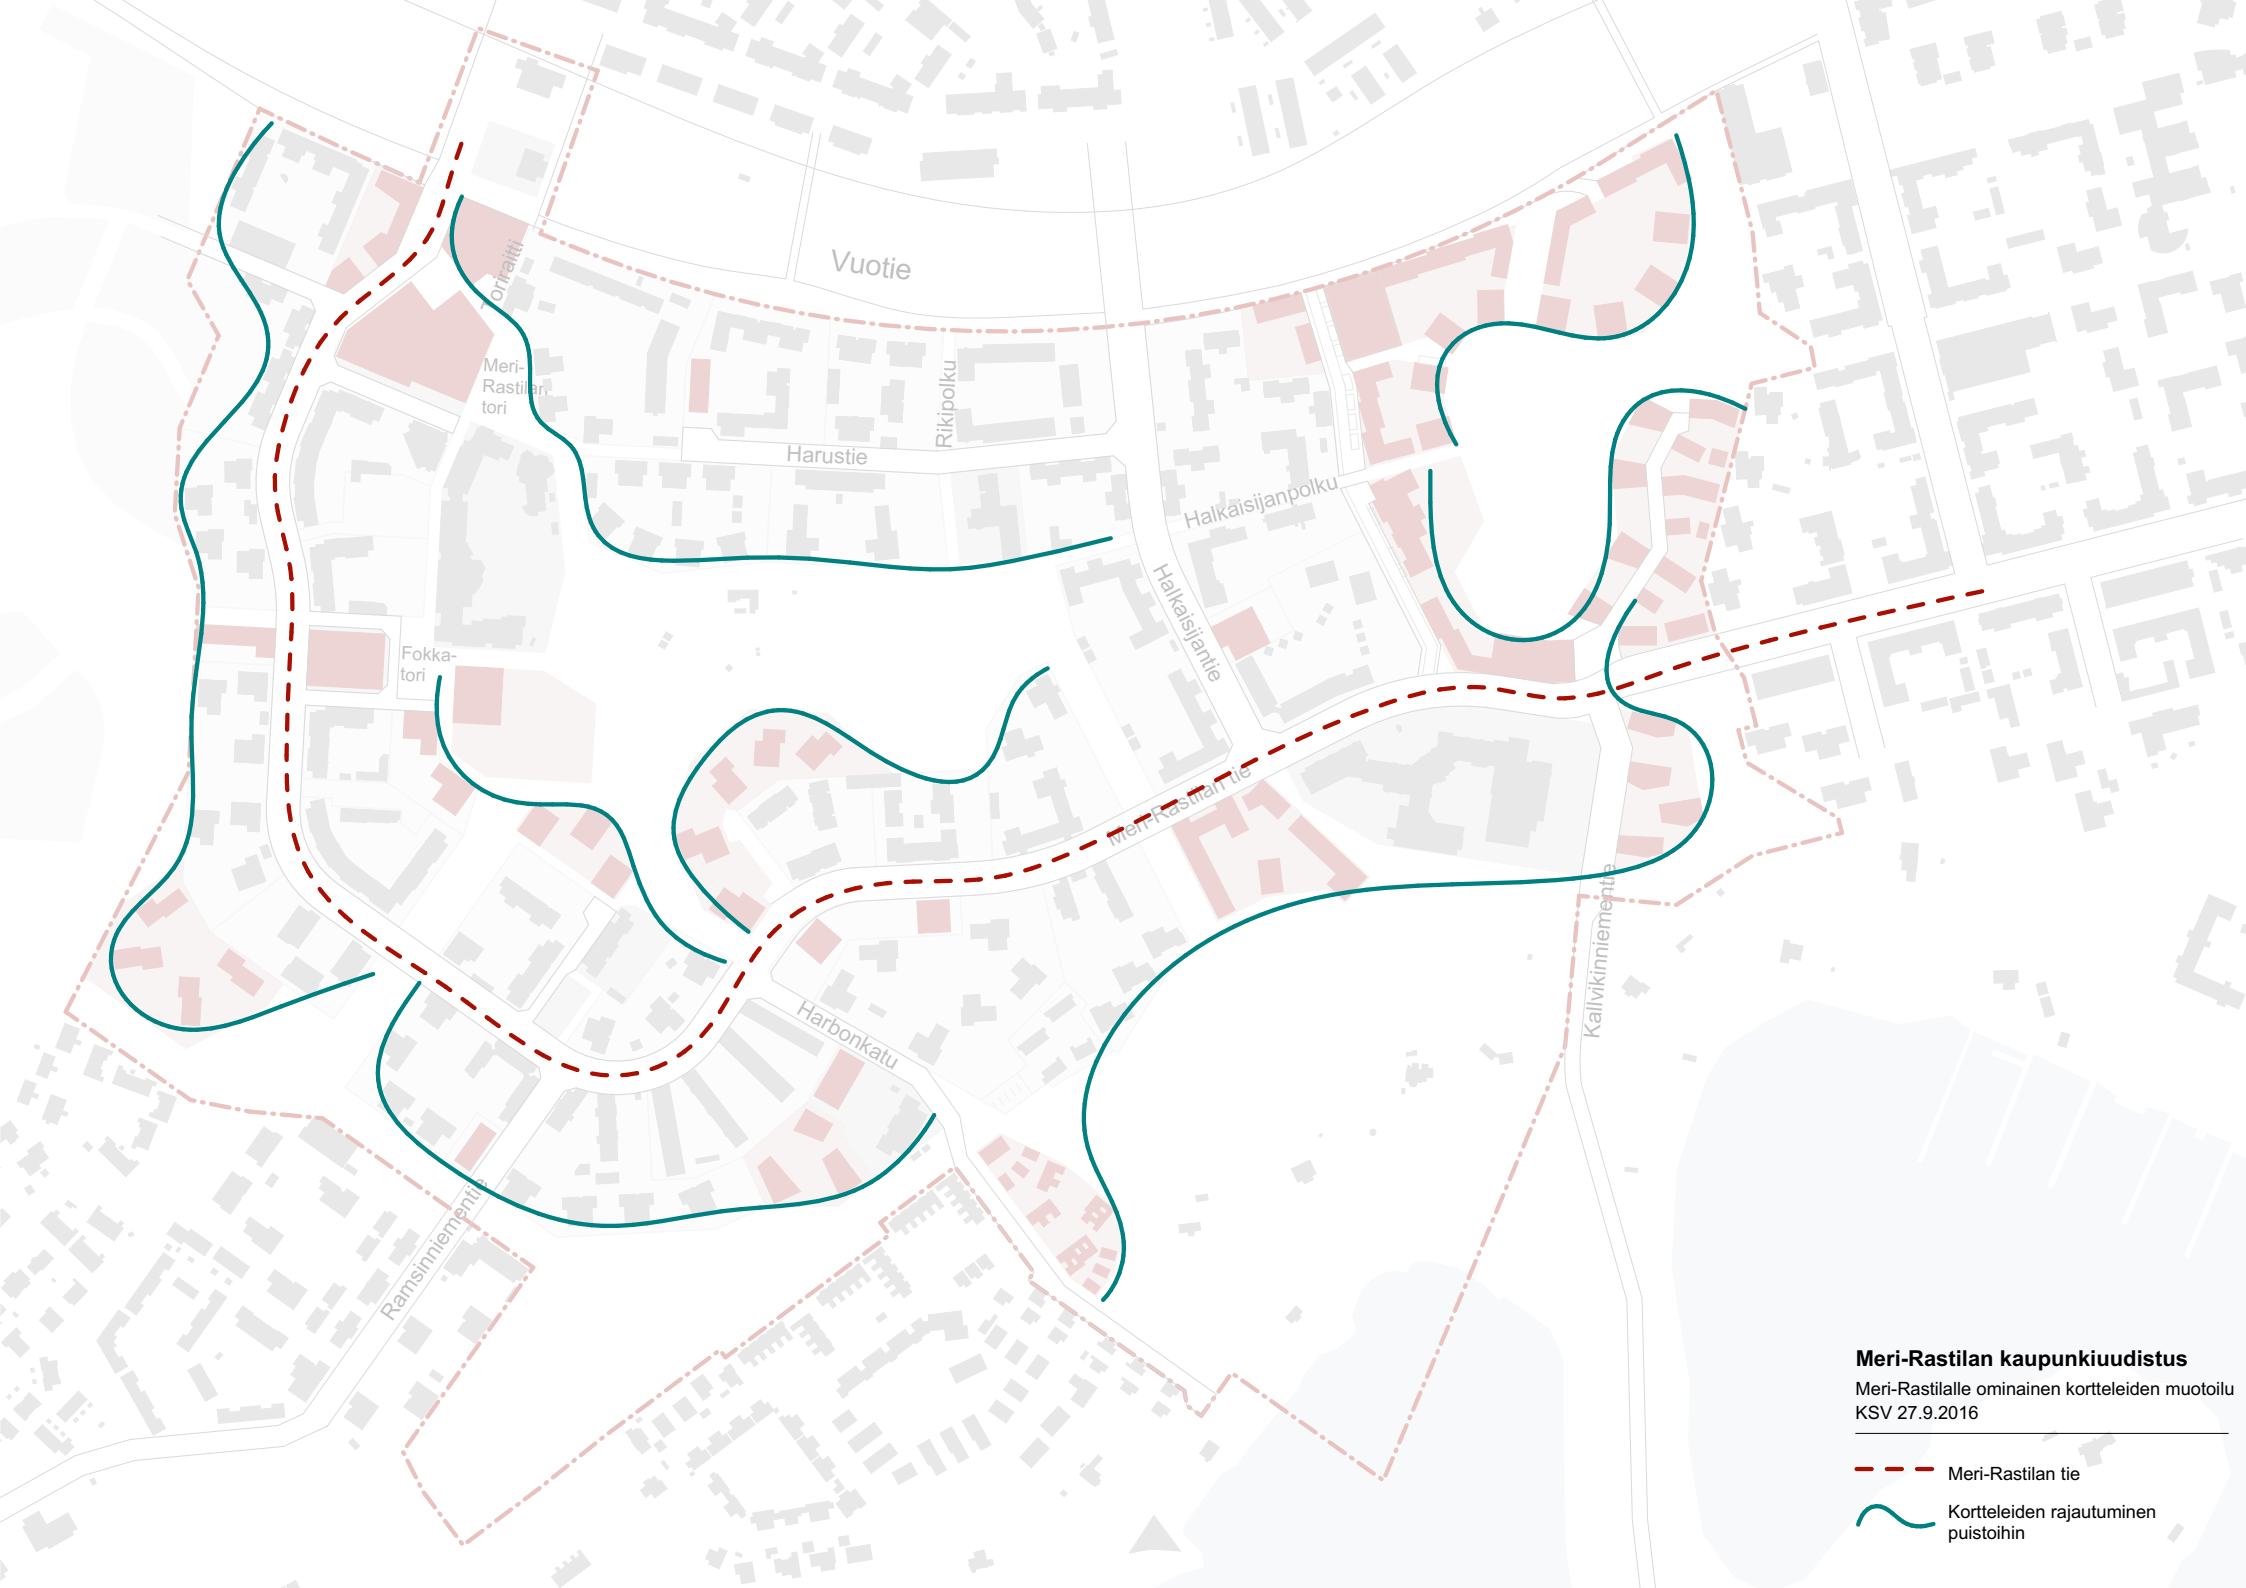 Vuotie
Toriraitti
Meri-
Rastilan
tori
Rikipolku
Harustie
Halkaisijanpolku
Halkaisijantie
Fokka-
tori
Meri-Rastilan tie
Kallvikinniementie
Harbonkatu
Ramsinniementie
Meri-Rastilan kaupunkiuudistus
Meri-Rastilalle ominainen kortteleiden muotoilu
KSV 27.9.2016
Meri-Rastilan tie
Kortteleiden rajautuminen
puistoihin